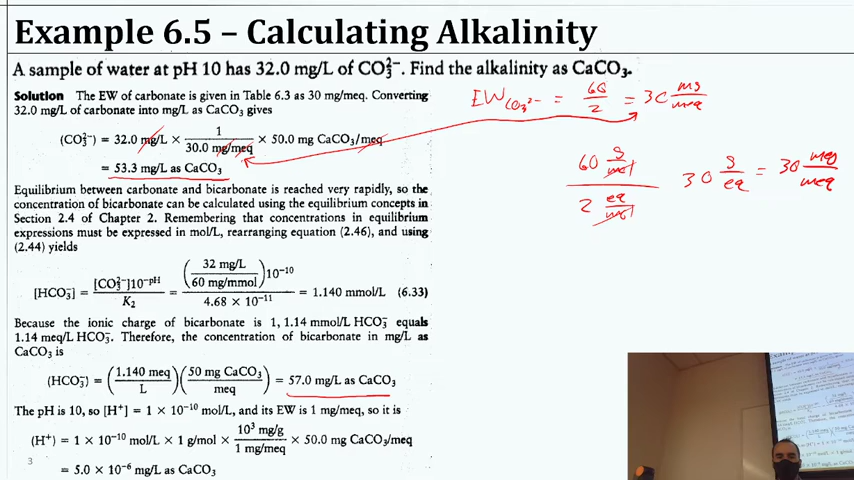 Example 6.5 – Calculating Alkalinity
A sample of water at pH 10 has 32.0 mg/L of CO₃²⁻. Find the alkalinity as CaCO₃.
Solution The EW of carbonate is given in Table 6.3 as 30 mg/meq. Converting
32.0 mg/L of carbonate into mg/L as CaCO₃ gives
(CO₃²⁻) = 32.0 mg/L × 1 / 30.0 mg/meq × 50.0 mg CaCO₃/meq
= 53.3 mg/L as CaCO₃
Equilibrium between carbonate and bicarbonate is reached very rapidly, so the
concentration of bicarbonate can be calculated using the equilibrium concepts in
Section 2.4 of Chapter 2. Remembering that concentrations in equilibrium
expressions must be expressed in mol/L, rearranging equation (2.46), and using
(2.44) yields
[HCO₃⁻] = [CO₃²⁻]10⁻ᵖᴴ / K₂ = (32 mg/L / 60 mg/mmol)10⁻¹⁰ / 4.68 × 10⁻¹¹ = 1.140 mmol/L (6.33)
Because the ionic charge of bicarbonate is 1, 1.14 mmol/L HCO₃⁻ equals
1.14 meq/L HCO₃⁻. Therefore, the concentration of bicarbonate in mg/L as
CaCO₃ is
(HCO₃⁻) = (1.140 meq / L)(50 mg CaCO₃ / meq) = 57.0 mg/L as CaCO₃
The pH is 10, so [H⁺] = 1 × 10⁻¹⁰ mol/L, and its EW is 1 mg/meq, so it is
(H⁺) = 1 × 10⁻¹⁰ mol/L × 1 g/mol × 10³ mg/g / 1 mg/meq × 50.0 mg CaCO₃/meq
= 5.0 × 10⁻⁶ mg/L as CaCO₃
3
EW CO₃²⁻ = 60 / 2 = 30 mg / meq
60 g / mol
2 eq / mol
30 g / eq = 30 meq / meq